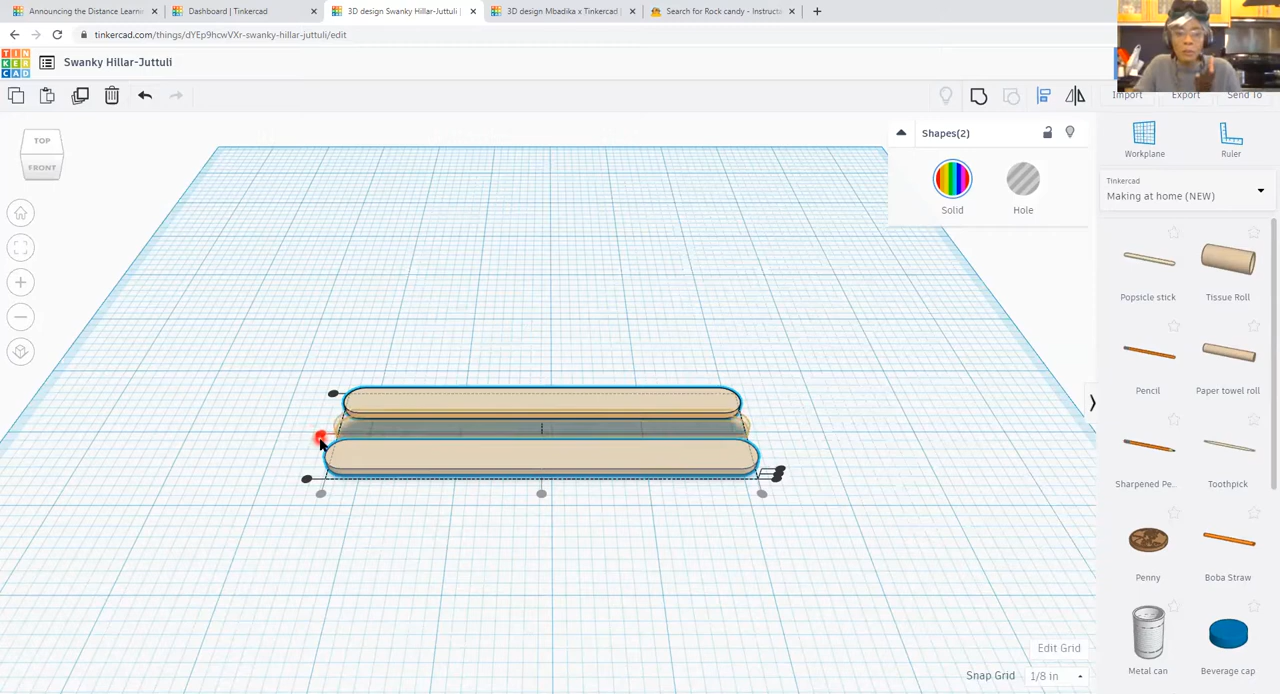 Announcing the Distance Learni
Dashboard | Tinkercad
3D design Swanky Hillar-Juttuli |
3D design Mbadika x Tinkercad |
Search for Rock candy - Instructa
tinkercad.com/things/dYEp9hcwVXr-swanky-hillar-juttuli/edit
TIN
KER
CAD
Swanky Hillar-Juttuli
Import
Export
Send To
TOP
FRONT
Shapes(2)
Solid
Hole
Workplane
Ruler
Tinkercad
Making at home (NEW)
Popsicle stick
Tissue Roll
Pencil
Paper towel roll
Sharpened Pe..
Toothpick
Penny
Boba Straw
Metal can
Beverage cap
Edit Grid
Snap Grid
1/8 in